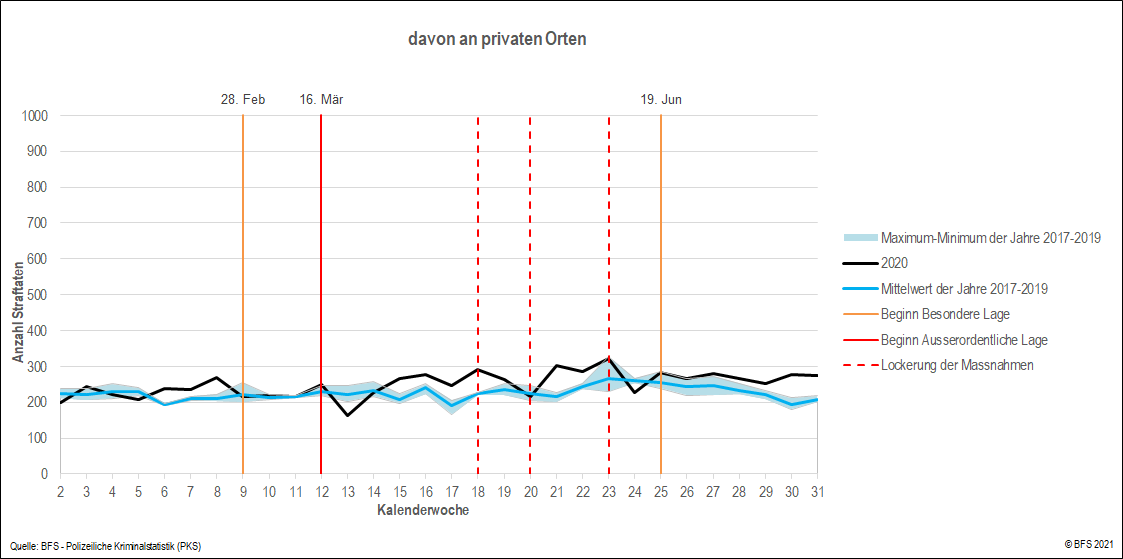 davon an privaten Orten
28. Feb 16. Mär 19. Jun
1000
900
800
700
600
500
400
300
200
100
0
Anzahl Straftaten
2 3 4 5 6 7 8 9 10 11 12 13 14 15 16 17 18 19 20 21 22 23 24 25 26 27 28 29 30 31
Kalenderwoche
Maximum-Minimum der Jahre 2017-2019
2020
Mittelwert der Jahre 2017-2019
Beginn Besondere Lage
Beginn Ausserordentliche Lage
Lockerung der Massnahmen
Quelle: BFS - Polizeiliche Kriminalstatistik (PKS)
© BFS 2021